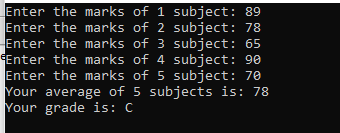 Enter the marks of 1 subject: 89
Enter the marks of 2 subject: 78
Enter the marks of 3 subject: 65
Enter the marks of 4 subject: 90
Enter the marks of 5 subject: 70
Your average of 5 subjects is: 78
Your grade is: C